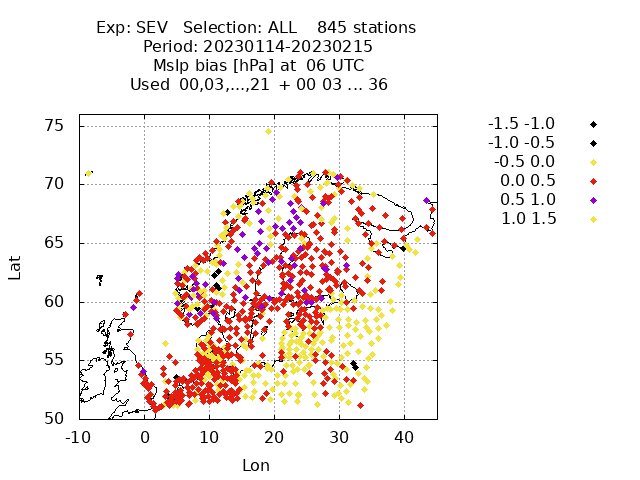 Exp: SEV Selection: ALL 845 stations
Period: 20230114-20230215
Mslp bias [hPa] at 06 UTC
Used 00,03,...,21 + 00 03 ... 36
75
70
65
60
55
50
-10 0 10 20 30 40
Lat
Lon
-1.5 -1.0
-1.0 -0.5
-0.5 0.0
0.0 0.5
0.5 1.0
1.0 1.5